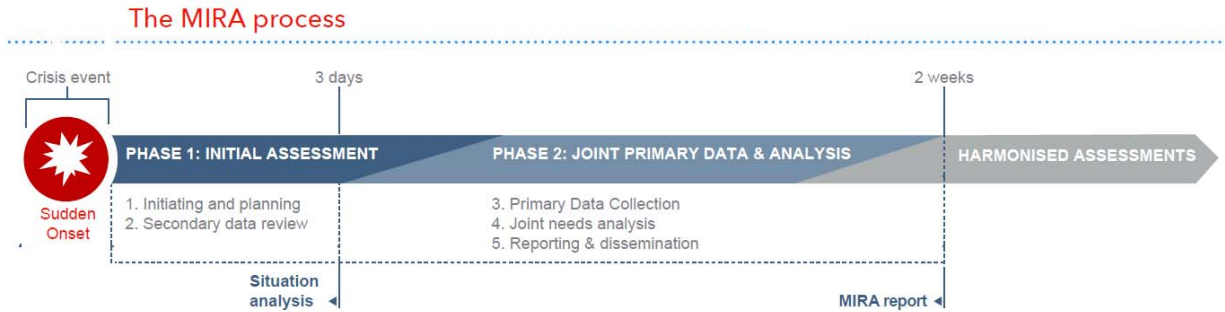 The MIRA process
Crisis event
3 days
2 weeks
PHASE 1: INITIAL ASSESSMENT
PHASE 2: JOINT PRIMARY DATA & ANALYSIS
HARMONISED ASSESSMENTS
Sudden
Onset
1. Initiating and planning
2. Secondary data review
3. Primary Data Collection
4. Joint needs analysis
5. Reporting & dissemination
Situation
analysis
MIRA report